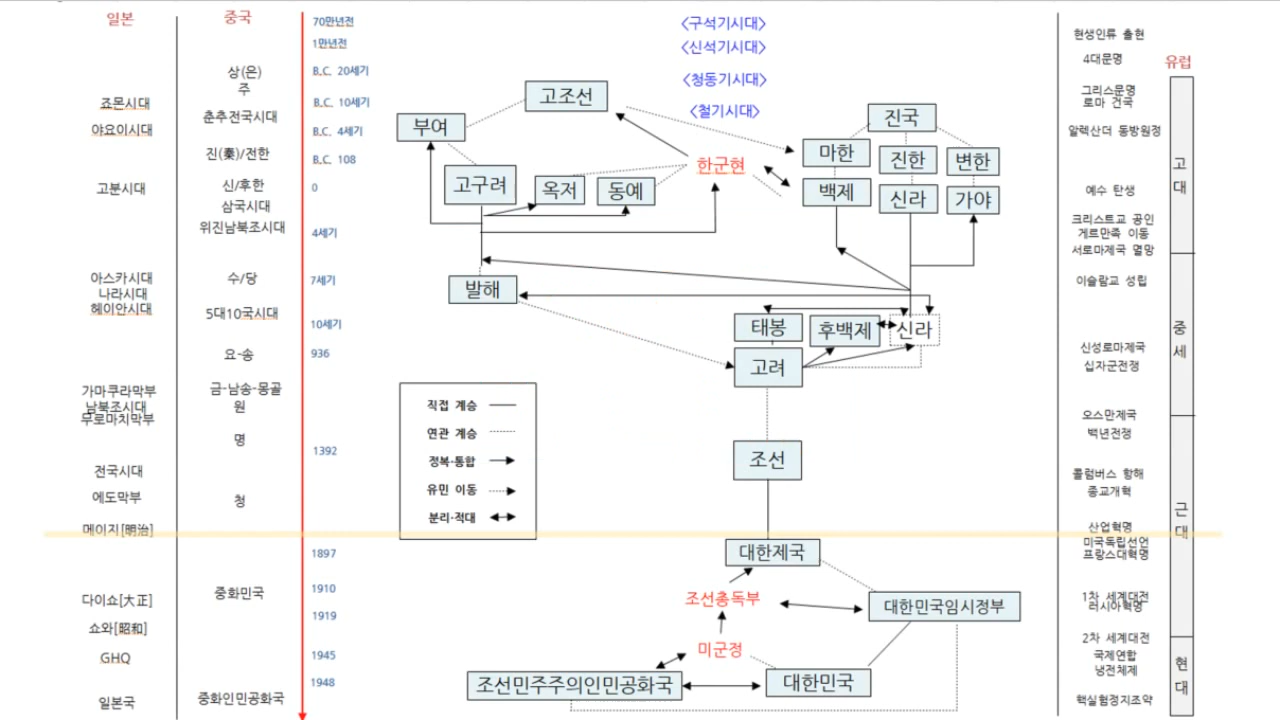 일본
중국
죠몬시대
야요이시대
고분시대
아스카시대
나라시대
헤이안시대
가마쿠라막부
남북조시대
무로마치막부
전국시대
에도막부
메이지[明治]
다이쇼[大正]
쇼와[昭和]
GHQ
일본국
상(은)
주
춘추전국시대
진(秦)/전한
신/후한
삼국시대
위진남북조시대
수/당
5대10국시대
요-송
금-남송-몽골
원
명
청
중화민국
중화인민공화국
70만년전
1만년전
B.C. 20세기
B.C. 10세기
B.C. 4세기
B.C. 108
0
4세기
7세기
10세기
936
1392
1897
1910
1919
1945
1948
<구석기시대>
<신석기시대>
<청동기시대>
<철기시대>
고조선
부여
진국
마한
진한
변한
한군현
고구려
옥저
동예
백제
신라
가야
발해
태봉
후백제
신라
고려
직접 계승
연관 계승
정복·통합
유민 이동
분리·적대
조선
대한제국
조선총독부
대한민국임시정부
미군정
조선민주주의인민공화국
대한민국
현생인류 출현
4대문명
유럽
그리스문명
로마 건국
알렉산더 동방원정
예수 탄생
크리스트교 공인
게르만족 이동
서로마제국 멸망
이슬람교 성립
신성로마제국
십자군전쟁
오스만제국
백년전쟁
콜럼버스 항해
종교개혁
산업혁명
미국독립선언
프랑스대혁명
1차 세계대전
러시아혁명
2차 세계대전
국제연합
냉전체제
핵실험정지조약
고대
중세
근대
현대